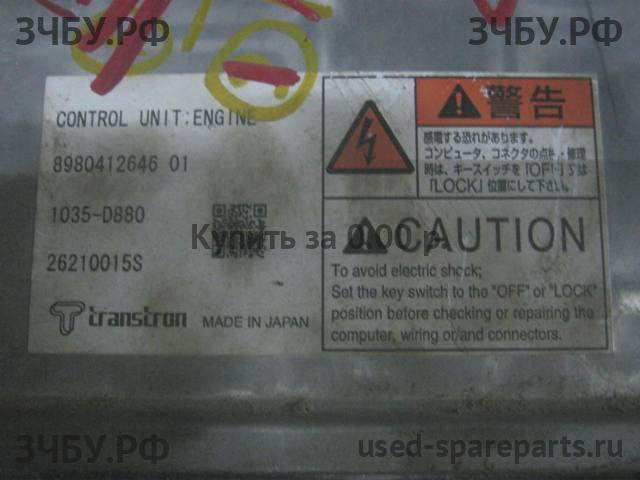 ЗЧБУ.РФ
ЗЧБУ.РФ
CONTROL UNIT:ENGINE
8980412646 01
1035-D880
26210015S
transtron MADE IN JAPAN
警告
感電する恐れがあります。
コンピュータ、コネクタの点検・修理
時は、キースイッチを「OFF」又は
「LOCK」位置にして下さい。
Купить за 0.00 р.
CAUTION
To avoid electric shock;
Set the key switch to the "OFF" or "LOCK"
position before checking or repairing the
computer, wiring or and connectors.
ЗЧБУ.РФ
used-spareparts.ru